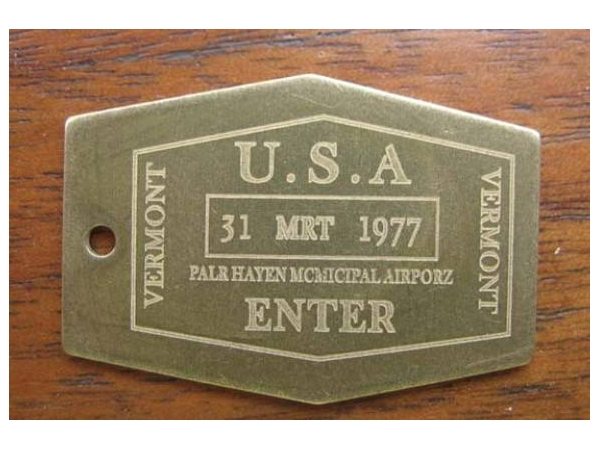 U.S.A
VERMONT
31 MRT 1977
VERMONT
PALR HAYEN MCMICIPAL AIRPORZ
ENTER